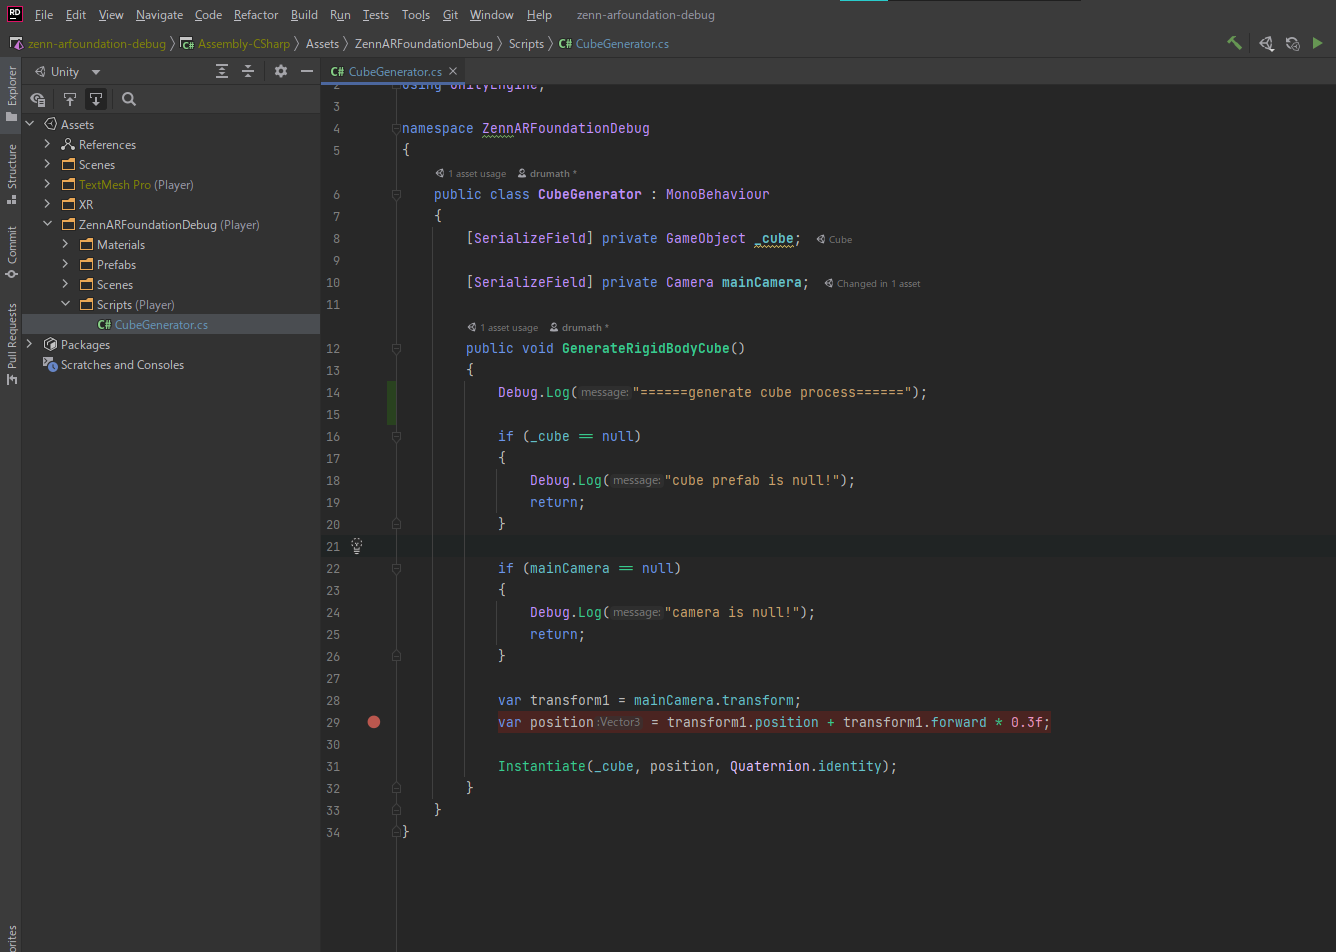 RD File Edit View Navigate Code Refactor Build Run Tests Tools Git Window Help zenn-arfoundation-debug
zenn-arfoundation-debug Assembly-CSharp Assets ZennARFoundationDebug Scripts C# CubeGenerator.cs
Explorer
Structure
Commit
Pull Requests
Unity
Assets
References
Scenes
TextMesh Pro (Player)
XR
ZennARFoundationDebug (Player)
Materials
Prefabs
Scenes
Scripts (Player)
C# CubeGenerator.cs
Packages
Scratches and Consoles
C# CubeGenerator.cs
2 using UnityEngine;
3
4 namespace ZennARFoundationDebug
5 {
1 asset usage drumath *
6 public class CubeGenerator : MonoBehaviour
7 {
8 [SerializeField] private GameObject _cube; Cube
9
10 [SerializeField] private Camera mainCamera; Changed in 1 asset
11
1 asset usage drumath *
12 public void GenerateRigidBodyCube()
13 {
14 Debug.Log(message: "======generate cube process======");
15
16 if (_cube == null)
17 {
18 Debug.Log(message: "cube prefab is null!");
19 return;
20 }
21
22 if (mainCamera == null)
23 {
24 Debug.Log(message: "camera is null!");
25 return;
26 }
27
28 var transform1 = mainCamera.transform;
29 var position :Vector3 = transform1.position + transform1.forward * 0.3f;
30
31 Instantiate(_cube, position, Quaternion.identity);
32 }
33 }
34 }